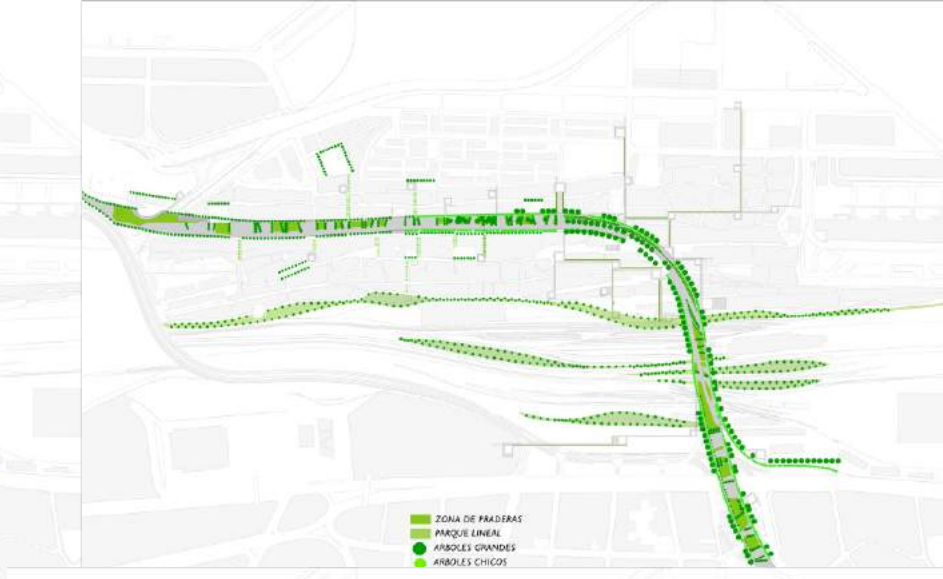 ZONA DE PRADERAS
PARQUE LINEAL
ARBOLES GRANDES
ARBOLES CHICOS